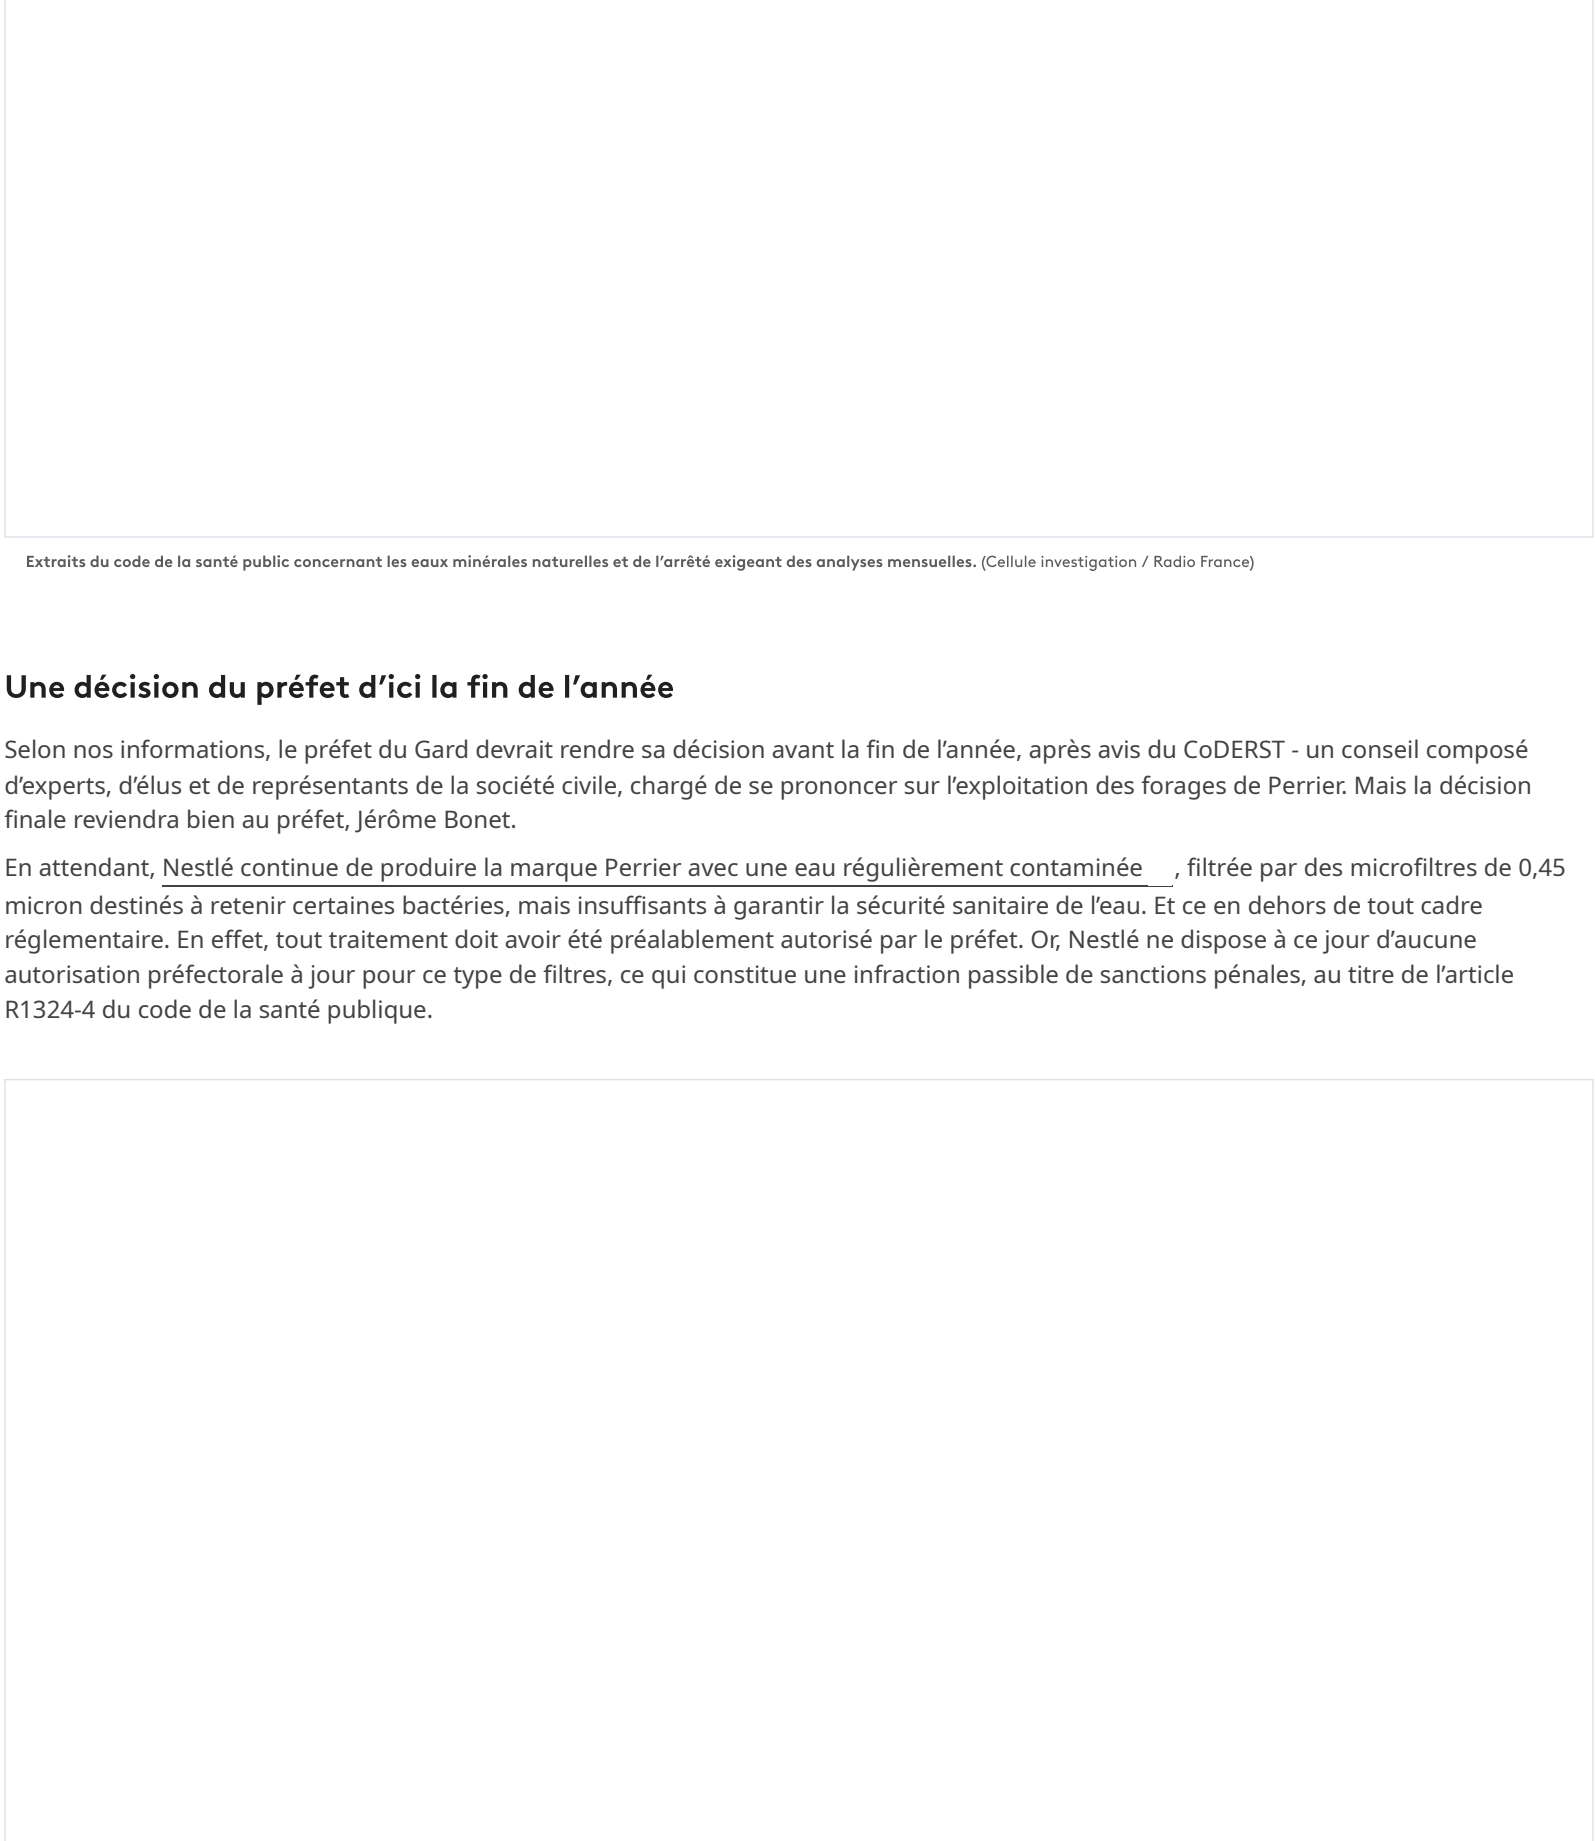 Extraits du code de la santé public concernant les eaux minérales naturelles et de l’arrêté exigeant des analyses mensuelles. (Cellule investigation / Radio France)
Une décision du préfet d’ici la fin de l’année
Selon nos informations, le préfet du Gard devrait rendre sa décision avant la fin de l’année, après avis du CoDERST - un conseil composé
d’experts, d’élus et de représentants de la société civile, chargé de se prononcer sur l’exploitation des forages de Perrier. Mais la décision
finale reviendra bien au préfet, Jérôme Bonet.
En attendant, Nestlé continue de produire la marque Perrier avec une eau régulièrement contaminée , filtrée par des microfiltres de 0,45
micron destinés à retenir certaines bactéries, mais insuffisants à garantir la sécurité sanitaire de l’eau. Et ce en dehors de tout cadre
réglementaire. En effet, tout traitement doit avoir été préalablement autorisé par le préfet. Or, Nestlé ne dispose à ce jour d’aucune
autorisation préfectorale à jour pour ce type de filtres, ce qui constitue une infraction passible de sanctions pénales, au titre de l’article
R1324-4 du code de la santé publique.